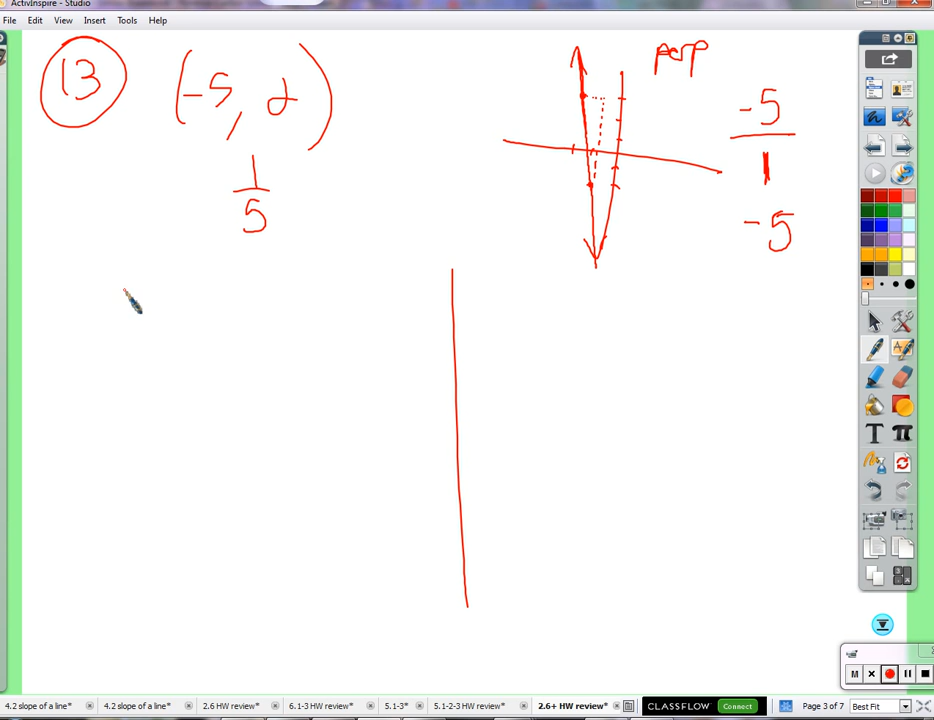 ActivInspire - Studio
File Edit View Insert Tools Help
13 (-5, 2)
1
5
perp
-5
1
-5
T π
M
4.2 slope of a line* 4.2 slope of a line* 2.6 HW review* 6.1-3 HW review* 5.1-3* 5.1-2-3 HW review* 2.6+ HW review* CLASSFLOW Connect Page 3 of 7 Best Fit